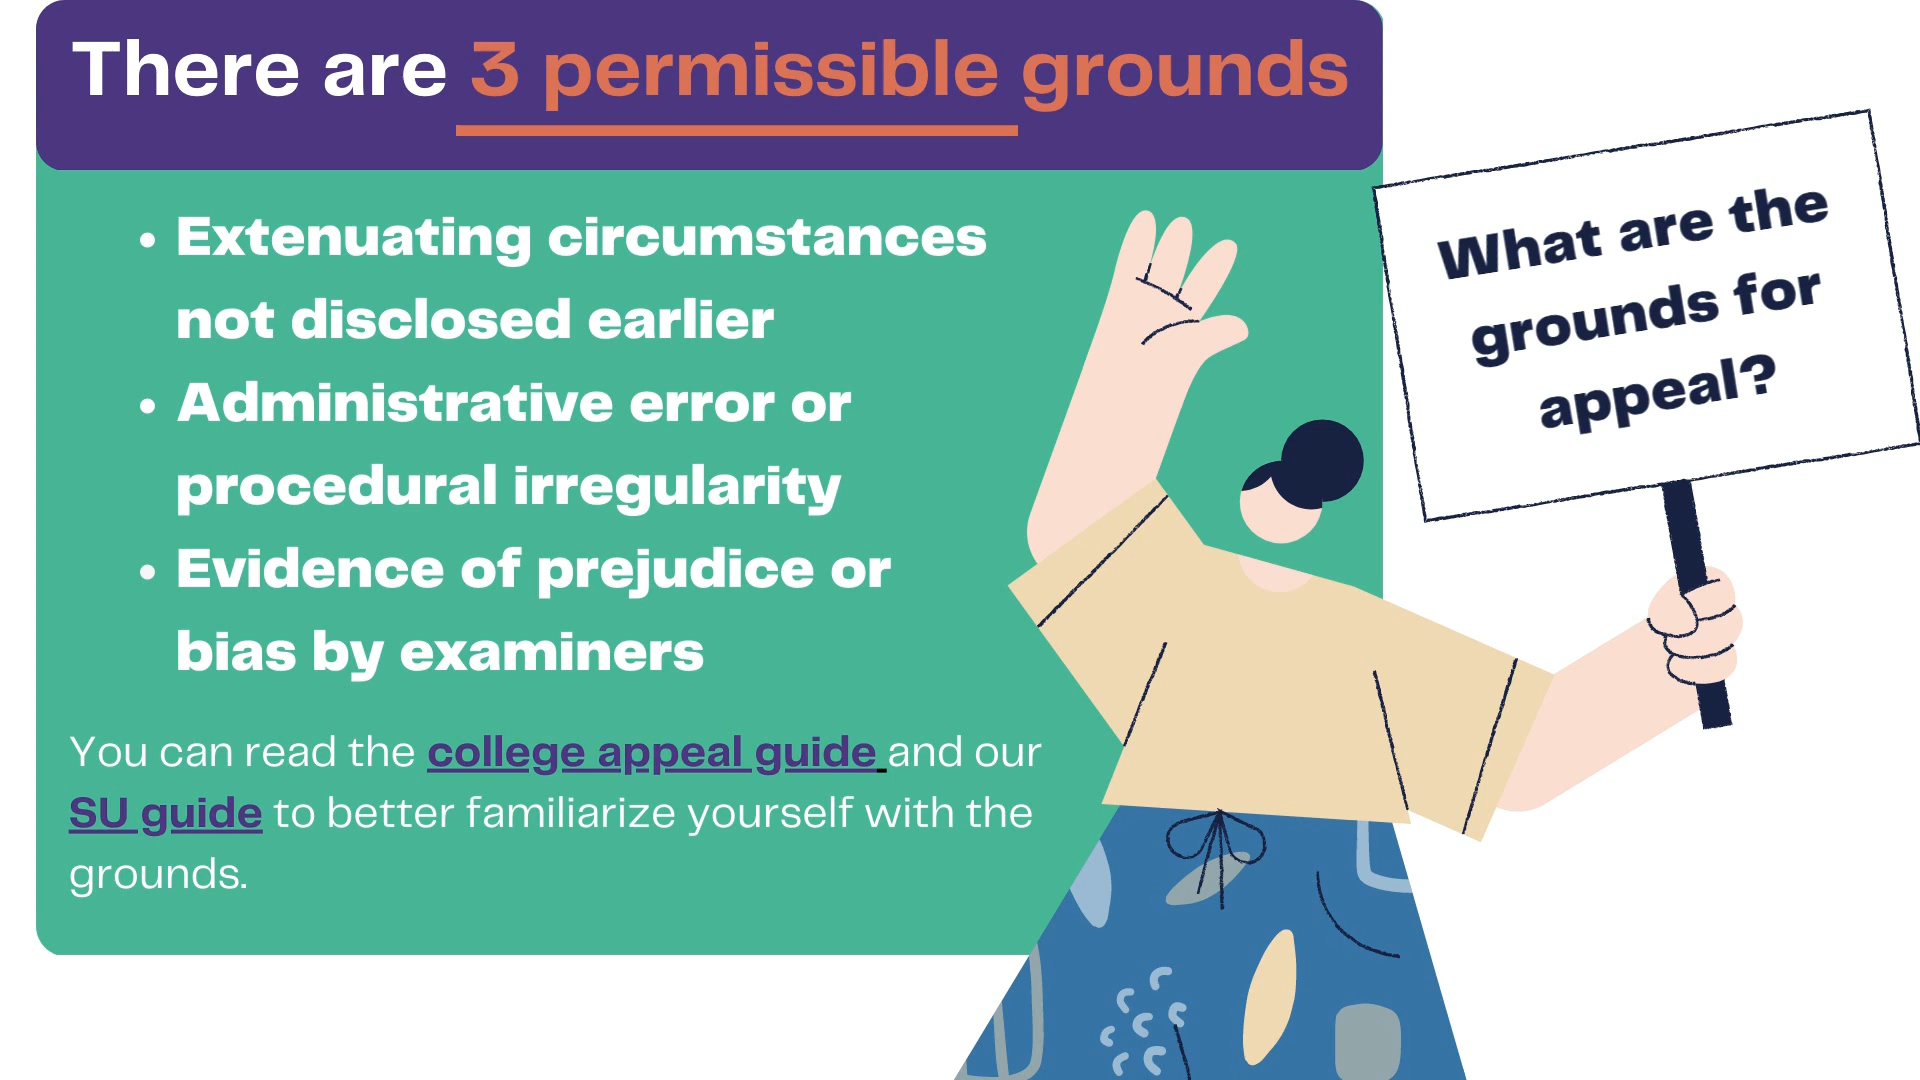 There are 3 permissible grounds
• Extenuating circumstances
not disclosed earlier
• Administrative error or
procedural irregularity
• Evidence of prejudice or
bias by examiners
You can read the college appeal guide and our
SU guide to better familiarize yourself with the
grounds.
What are the
grounds for
appeal?